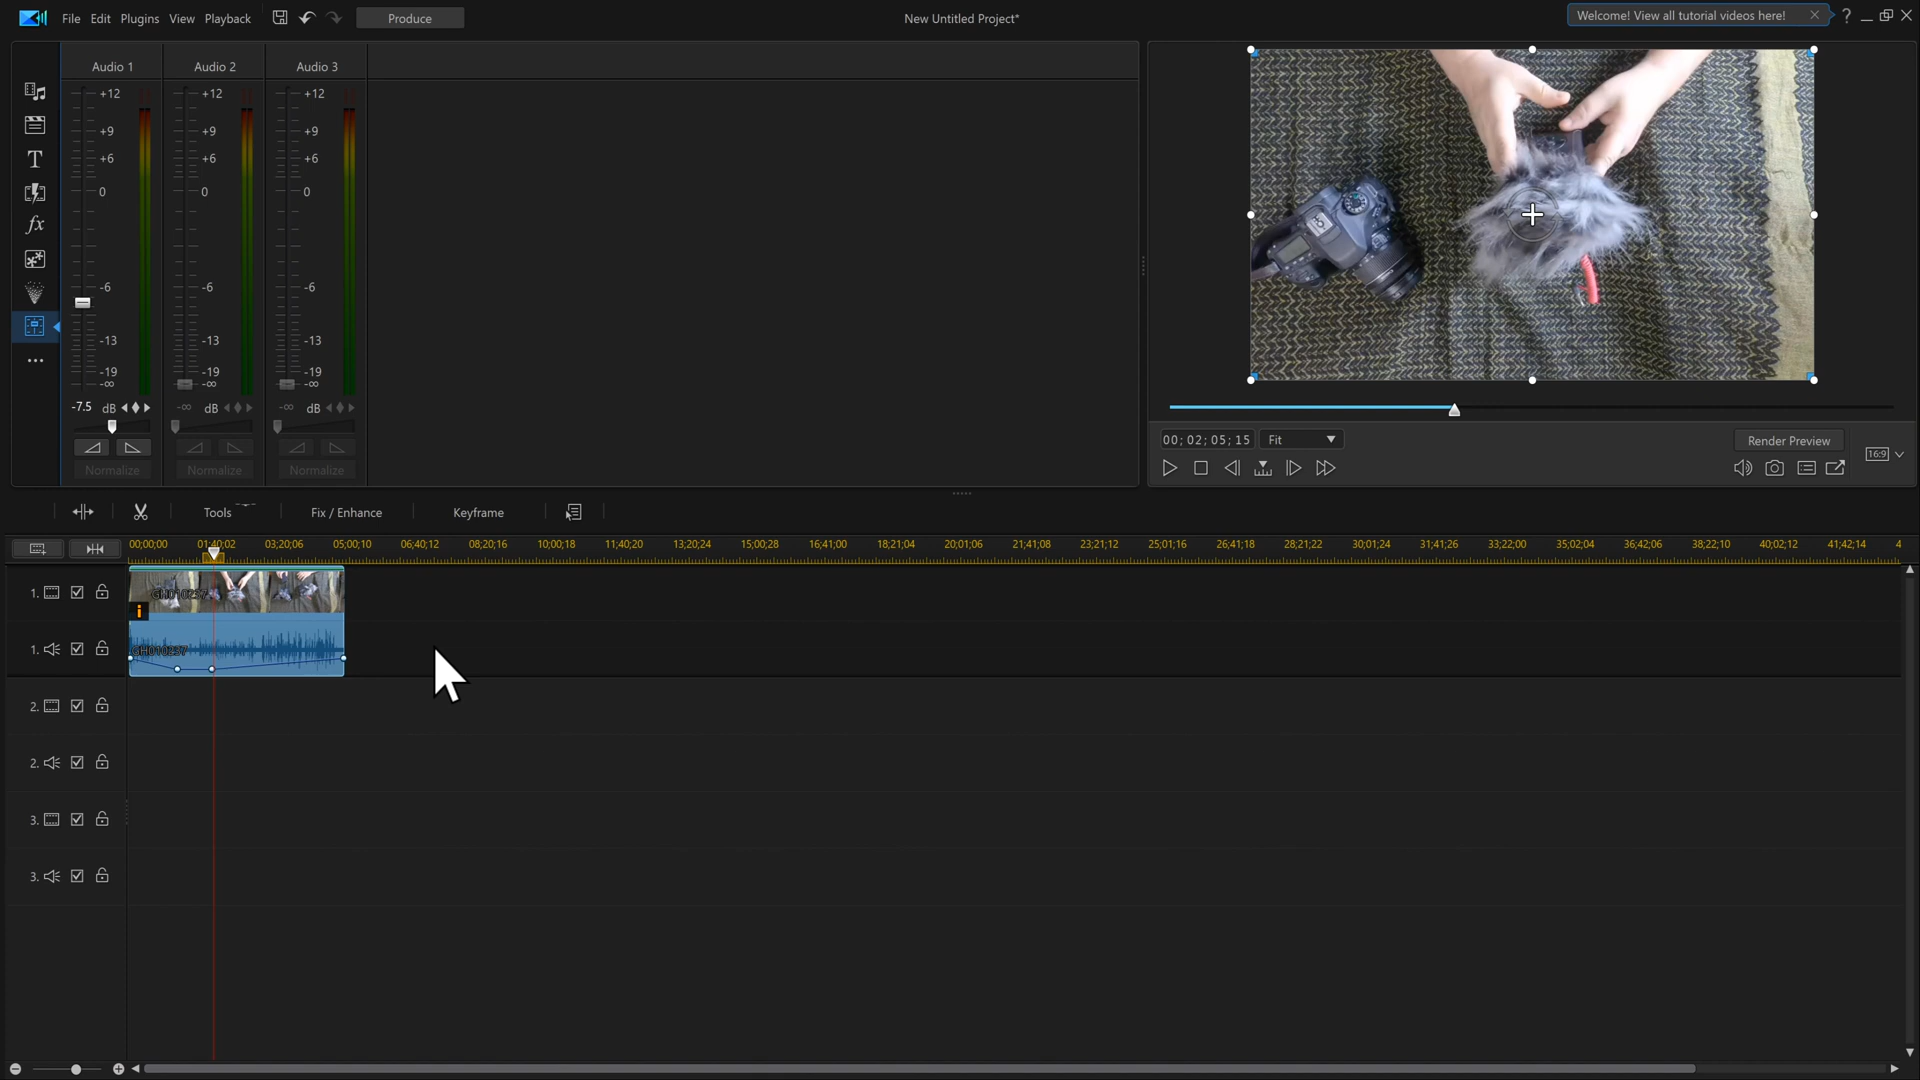 File Edit Plugins View Playback Produce New Untitled Project* Welcome! View all tutorial videos here! ?
Audio 1 Audio 2 Audio 3
+12 +12 +12
+9 +9 +9
+6 +6 +6
0 0 0
-6 -6 -6
-13 -13 -13
-19 -19 -19
-∞ -∞ -∞
-7.5 dB -∞ dB -∞ dB
Normalize Normalize Normalize
T
fx
00; 02; 05; 15 Fit Render Preview
16:9
Tools Fix / Enhance Keyframe
00;00;00 01;40;02 03;20;06 05;00;10 06;40;12 08;20;16 10;00;18 11;40;20 13;20;24 15;00;28 16;41;00 18;21;04 20;01;06 21;41;08 23;21;12 25;01;16 26;41;18 28;21;22 30;01;24 31;41;26 33;22;00 35;02;04 36;42;06 38;22;10 40;02;12 41;42;14 4
1. GH010237
i
1. GH010237
2.
2.
3.
3.